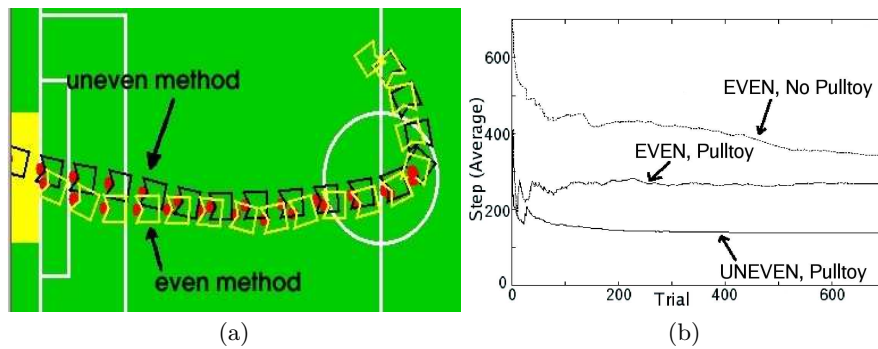 uneven method
even method
(a)
600
400
200
0
Step (Average)
EVEN, No Pulltoy
EVEN, Pulltoy
UNEVEN, Pulltoy
0
200
400
600
Trial
(b)